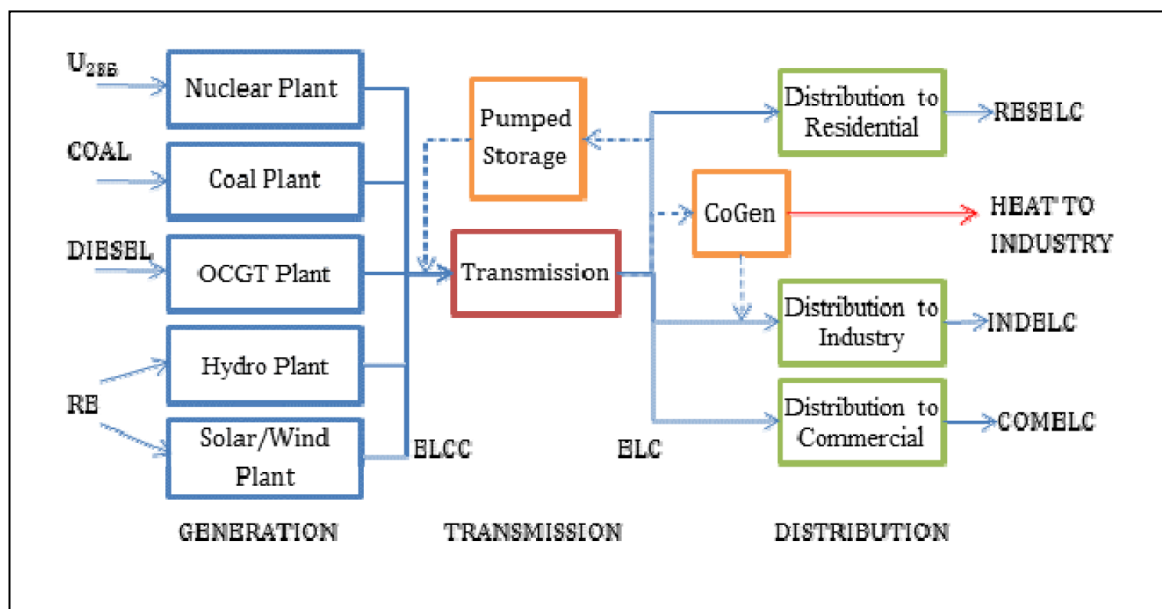 U₂₃₅
Nuclear Plant
COAL
Coal Plant
DIESEL
OCGT Plant
RE
Hydro Plant
Solar/Wind
Plant
ELCC
GENERATION
Pumped
Storage
Transmission
ELC
TRANSMISSION
CoGen
Distribution to
Residential
RESELC
HEAT TO
INDUSTRY
Distribution to
Industry
INDELC
Distribution to
Commercial
COMELC
DISTRIBUTION